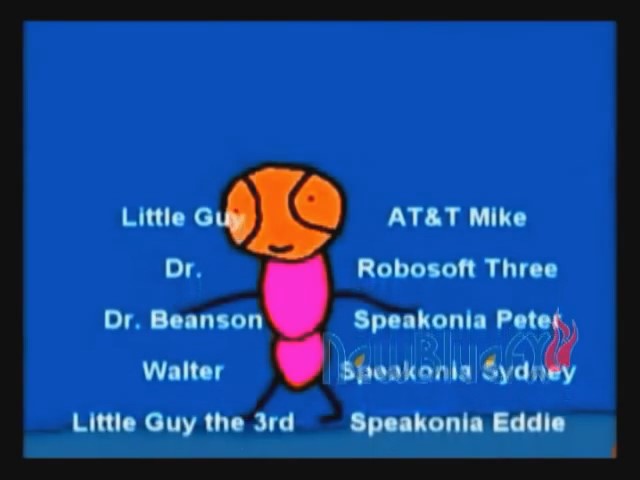 Little Guy AT&T Mike
Dr. Robosoft Three
Dr. Beanson Speakonia Peter
NewBlueFX
Walter Speakonia Sydney
Little Guy the 3rd Speakonia Eddie